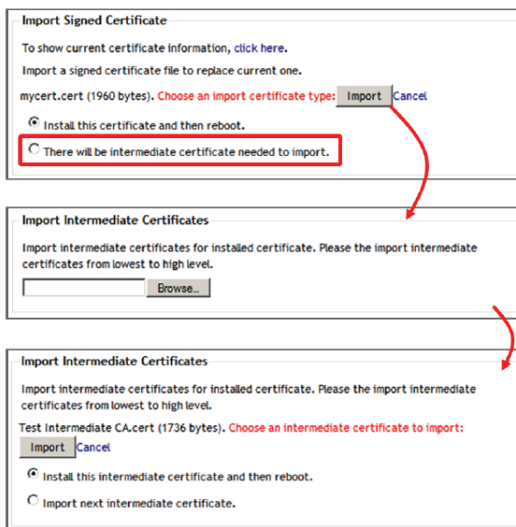 Import Signed Certificate
To show current certificate information, click here.
Import a signed certificate file to replace current one.
mycert.cert (1960 bytes). Choose an import certificate type: Import Cancel
Install this certificate and then reboot.
There will be intermediate certificate needed to import.
Import Intermediate Certificates
Import intermediate certificates for installed certificate. Please the import intermediate
certificates from lowest to high level.
Browse...
Import Intermediate Certificates
Import intermediate certificates for installed certificate. Please the import intermediate
certificates from lowest to high level.
Test Intermediate CA.cert (1736 bytes). Choose an intermediate certificate to import:
Import Cancel
Install this intermediate certificate and then reboot.
Import next intermediate certificate.